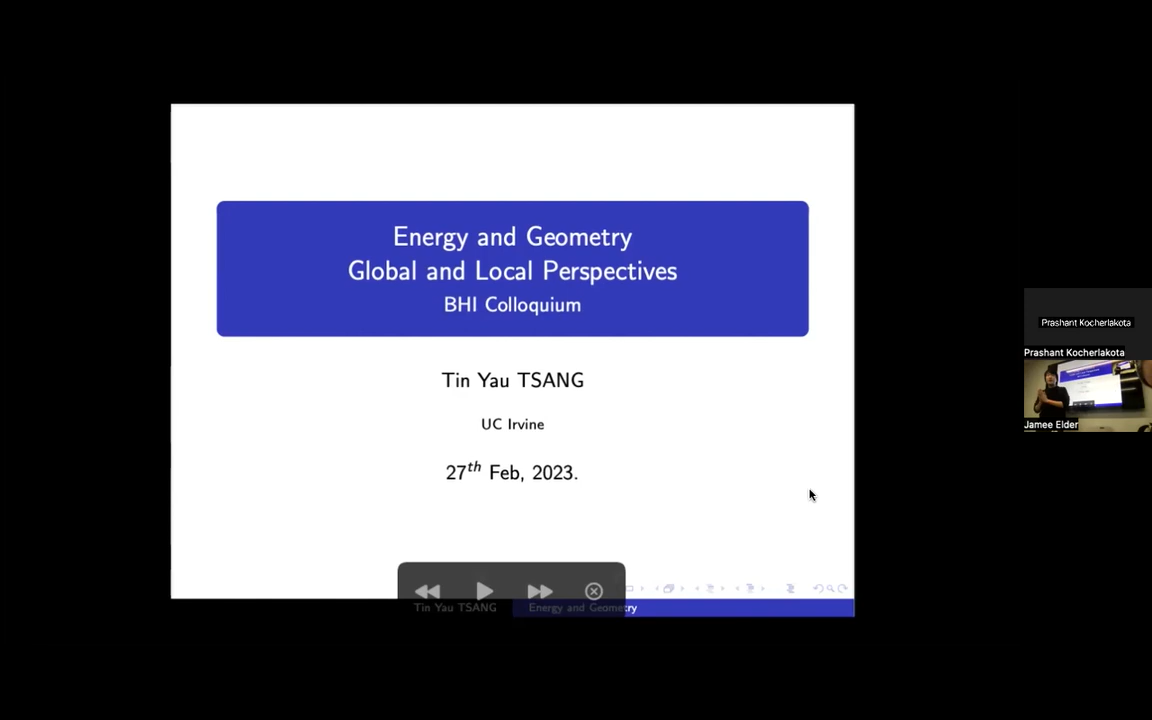 Energy and Geometry
Global and Local Perspectives
BHI Colloquium
Tin Yau TSANG
UC Irvine
27th Feb, 2023.
Tin Yau TSANG
Energy and Geometry
Prashant Kocherlakota
Prashant Kocherlakota
Jamee Elder